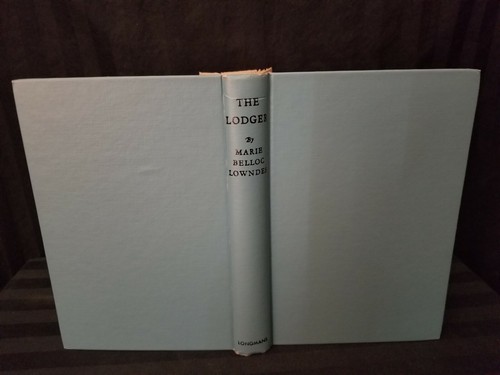 THE
LODGER
By
MARIE
BELLOC
LOWNDES
LONGMANS